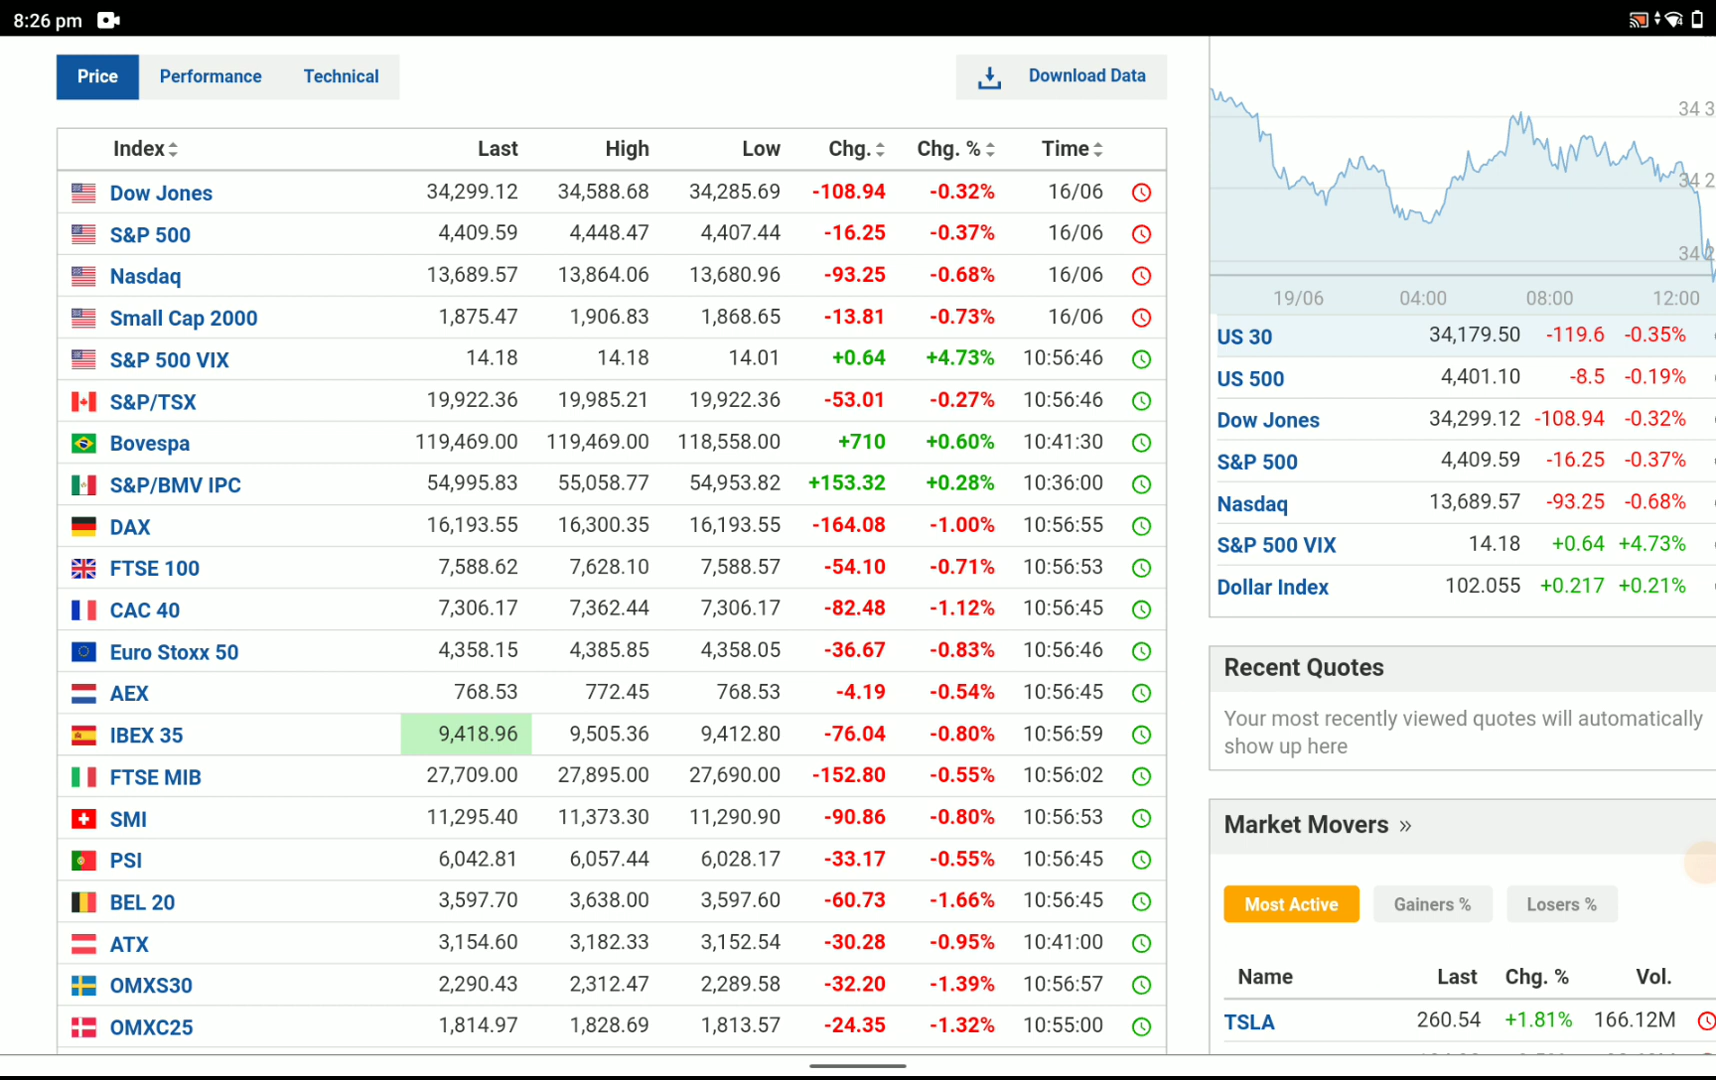 8:26 pm
Price Performance Technical Download Data
Index Last High Low Chg. Chg. % Time
Dow Jones 34,299.12 34,588.68 34,285.69 -108.94 -0.32% 16/06
S&P 500 4,409.59 4,448.47 4,407.44 -16.25 -0.37% 16/06
Nasdaq 13,689.57 13,864.06 13,680.96 -93.25 -0.68% 16/06
Small Cap 2000 1,875.47 1,906.83 1,868.65 -13.81 -0.73% 16/06
S&P 500 VIX 14.18 14.18 14.01 +0.64 +4.73% 10:56:46
S&P/TSX 19,922.36 19,985.21 19,922.36 -53.01 -0.27% 10:56:46
Bovespa 119,469.00 119,469.00 118,558.00 +710 +0.60% 10:41:30
S&P/BMV IPC 54,995.83 55,058.77 54,953.82 +153.32 +0.28% 10:36:00
DAX 16,193.55 16,300.35 16,193.55 -164.08 -1.00% 10:56:55
FTSE 100 7,588.62 7,628.10 7,588.57 -54.10 -0.71% 10:56:53
CAC 40 7,306.17 7,362.44 7,306.17 -82.48 -1.12% 10:56:45
Euro Stoxx 50 4,358.15 4,385.85 4,358.05 -36.67 -0.83% 10:56:46
AEX 768.53 772.45 768.53 -4.19 -0.54% 10:56:45
IBEX 35 9,418.96 9,505.36 9,412.80 -76.04 -0.80% 10:56:59
FTSE MIB 27,709.00 27,895.00 27,690.00 -152.80 -0.55% 10:56:02
SMI 11,295.40 11,373.30 11,290.90 -90.86 -0.80% 10:56:53
PSI 6,042.81 6,057.44 6,028.17 -33.17 -0.55% 10:56:45
BEL 20 3,597.70 3,638.00 3,597.60 -60.73 -1.66% 10:56:45
ATX 3,154.60 3,182.33 3,152.54 -30.28 -0.95% 10:41:00
OMXS30 2,290.43 2,312.47 2,289.58 -32.20 -1.39% 10:56:57
OMXC25 1,814.97 1,828.69 1,813.57 -24.35 -1.32% 10:55:00
34 3
34 2
34 2
19/06 04:00 08:00 12:00
US 30 34,179.50 -119.6 -0.35%
US 500 4,401.10 -8.5 -0.19%
Dow Jones 34,299.12 -108.94 -0.32%
S&P 500 4,409.59 -16.25 -0.37%
Nasdaq 13,689.57 -93.25 -0.68%
S&P 500 VIX 14.18 +0.64 +4.73%
Dollar Index 102.055 +0.217 +0.21%
Recent Quotes
Your most recently viewed quotes will automatically
show up here
Market Movers »
Most Active Gainers % Losers %
Name Last Chg. % Vol.
TSLA 260.54 +1.81% 166.12M